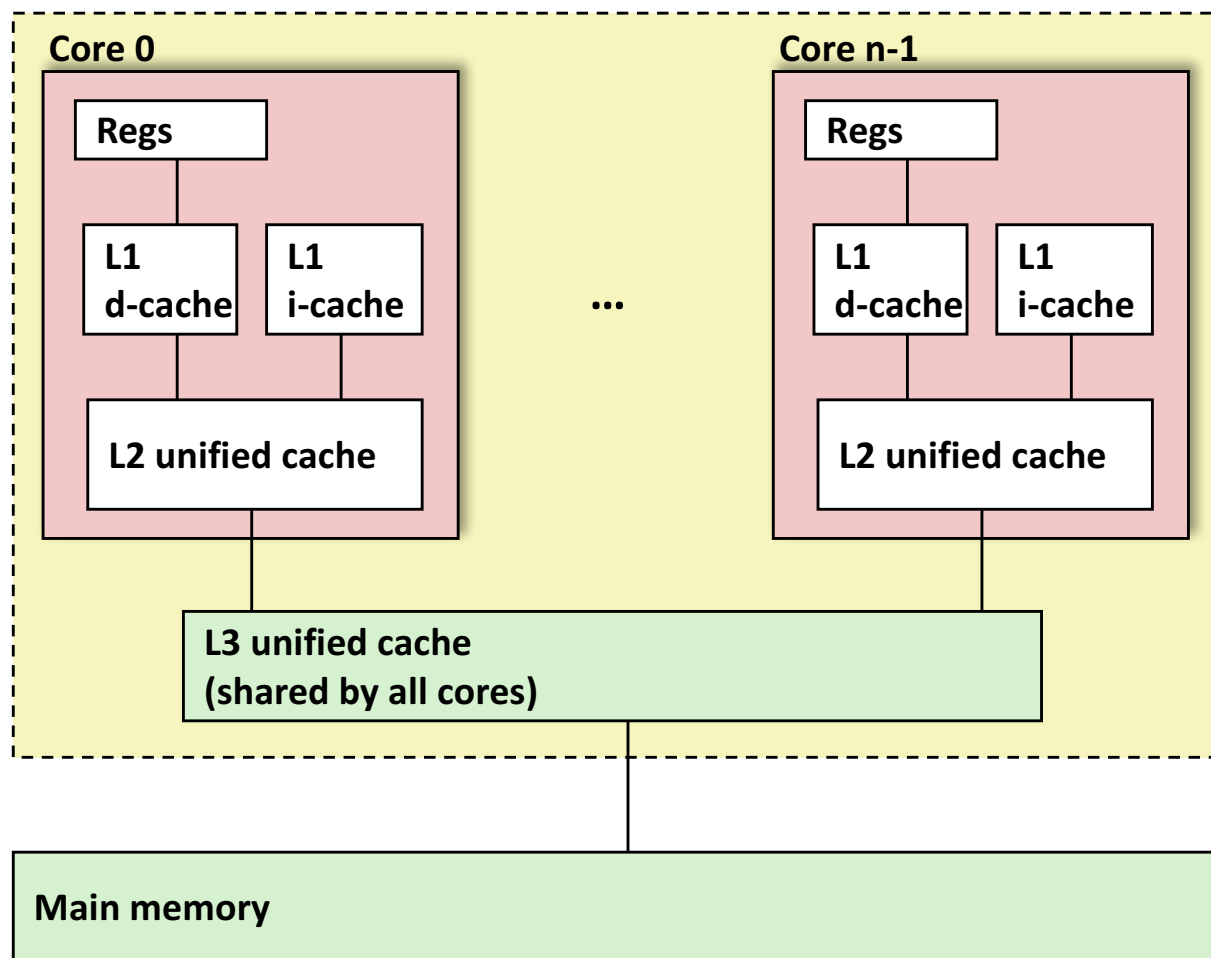 Core 0
Regs
L1
d-cache
L1
i-cache
L2 unified cache
...
Core n-1
Regs
L1
d-cache
L1
i-cache
L2 unified cache
L3 unified cache
(shared by all cores)
Main memory